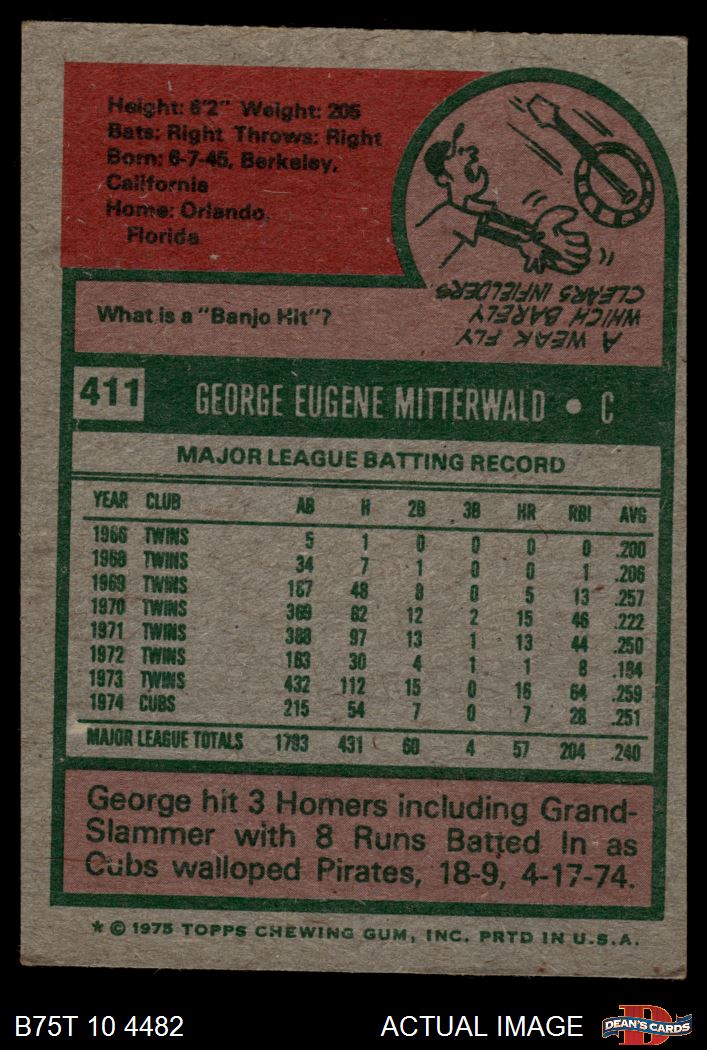 Height: 6'2" Weight: 205
Bats: Right Throws: Right
Born: 6-7-45, Berkeley,
California
Home: Orlando,
Florida
What is a "Banjo Hit"?
A WEAK FLY
WHICH BARELY
CLEARS INFIELDERS.
411 GEORGE EUGENE MITTERWALD • C
MAJOR LEAGUE BATTING RECORD
YEAR CLUB AB H 2B 3B HR RBI AVG
1966 TWINS 5 1 0 0 0 0 .200
1968 TWINS 34 7 1 0 0 1 .206
1969 TWINS 187 48 8 0 5 13 .257
1970 TWINS 369 82 12 2 15 46 .222
1971 TWINS 388 97 13 1 13 44 .250
1972 TWINS 163 30 4 1 1 8 .184
1973 TWINS 432 112 15 0 16 64 .259
1974 CUBS 215 54 7 0 7 28 .251
MAJOR LEAGUE TOTALS 1793 431 60 4 57 204 .240
George hit 3 Homers including Grand-
Slammer with 8 Runs Batted In as
Cubs walloped Pirates, 18-9, 4-17-74.
* © 1975 TOPPS CHEWING GUM, INC. PRTD IN U.S.A.
B75T 10 4482 ACTUAL IMAGE D DEAN'S CARDS